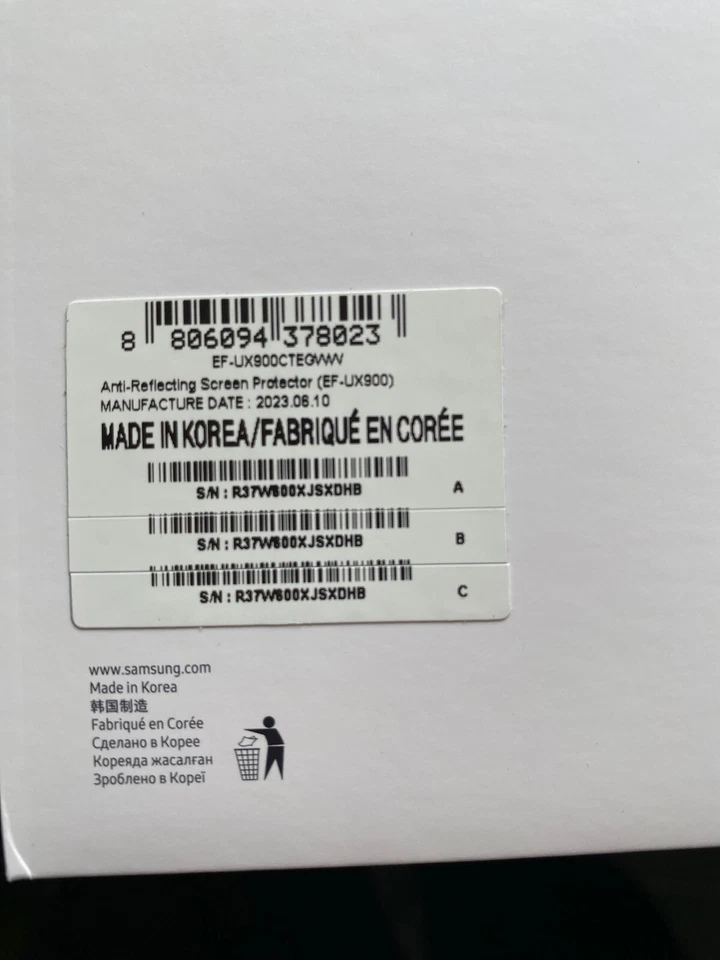 8 806094 378023
EF-UX900CTEGWW
Anti-Reflecting Screen Protector (EF-UX900)
MANUFACTURE DATE : 2023.06.10
MADE IN KOREA/FABRIQUÉ EN CORÉE
S/N : R37W600XJSXDHB A
S/N : R37W600XJSXDHB B
S/N : R37W600XJSXDHB C
www.samsung.com
Made in Korea
韩国制造
Fabriqué en Corée
Сделано в Корее
Кореяда жасалған
Зроблено в Кореї